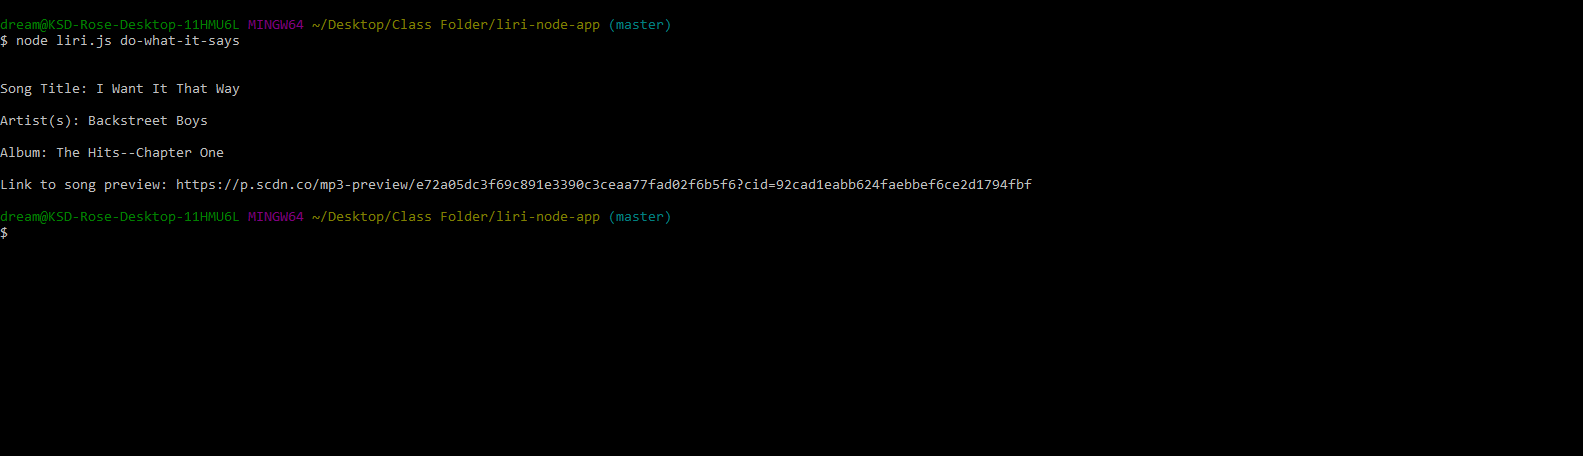 dream@KSD-Rose-Desktop-11HMU6L MINGW64 ~/Desktop/Class Folder/liri-node-app (master)
$ node liri.js do-what-it-says
Song Title: I Want It That Way
Artist(s): Backstreet Boys
Album: The Hits--Chapter One
Link to song preview: https://p.scdn.co/mp3-preview/e72a05dc3f69c891e3390c3ceaa77fad02f6b5f6?cid=92cad1eabb624faebbef6ce2d1794fbf
dream@KSD-Rose-Desktop-11HMU6L MINGW64 ~/Desktop/Class Folder/liri-node-app (master)
$